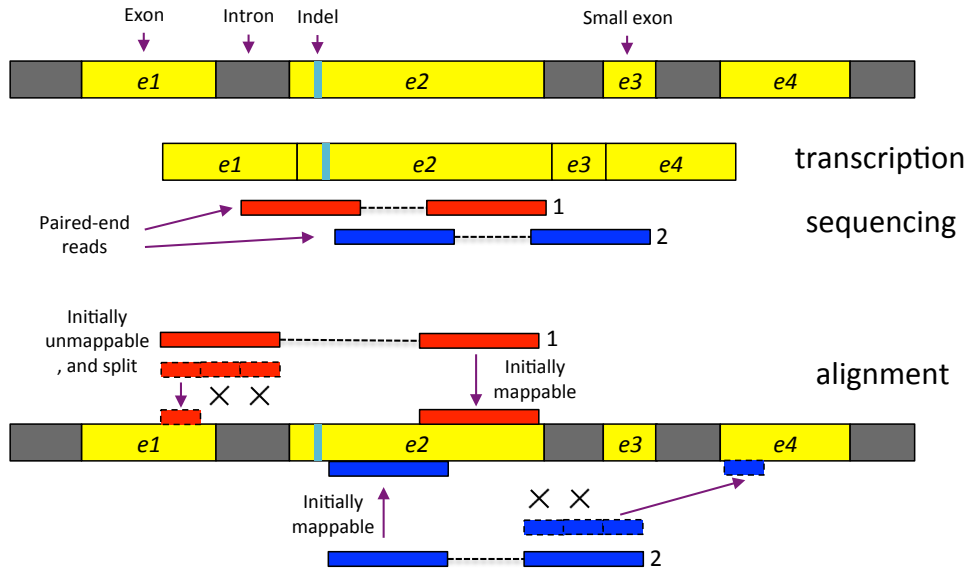 Exon
Intron
Indel
Small exon
e1
e2
e3
e4
e1
e2
e3
e4
transcription
Paired-end
reads
1
2
sequencing
Initially
unmappable
, and split
1
Initially
mappable
alignment
e1
e2
e3
e4
Initially
mappable
2